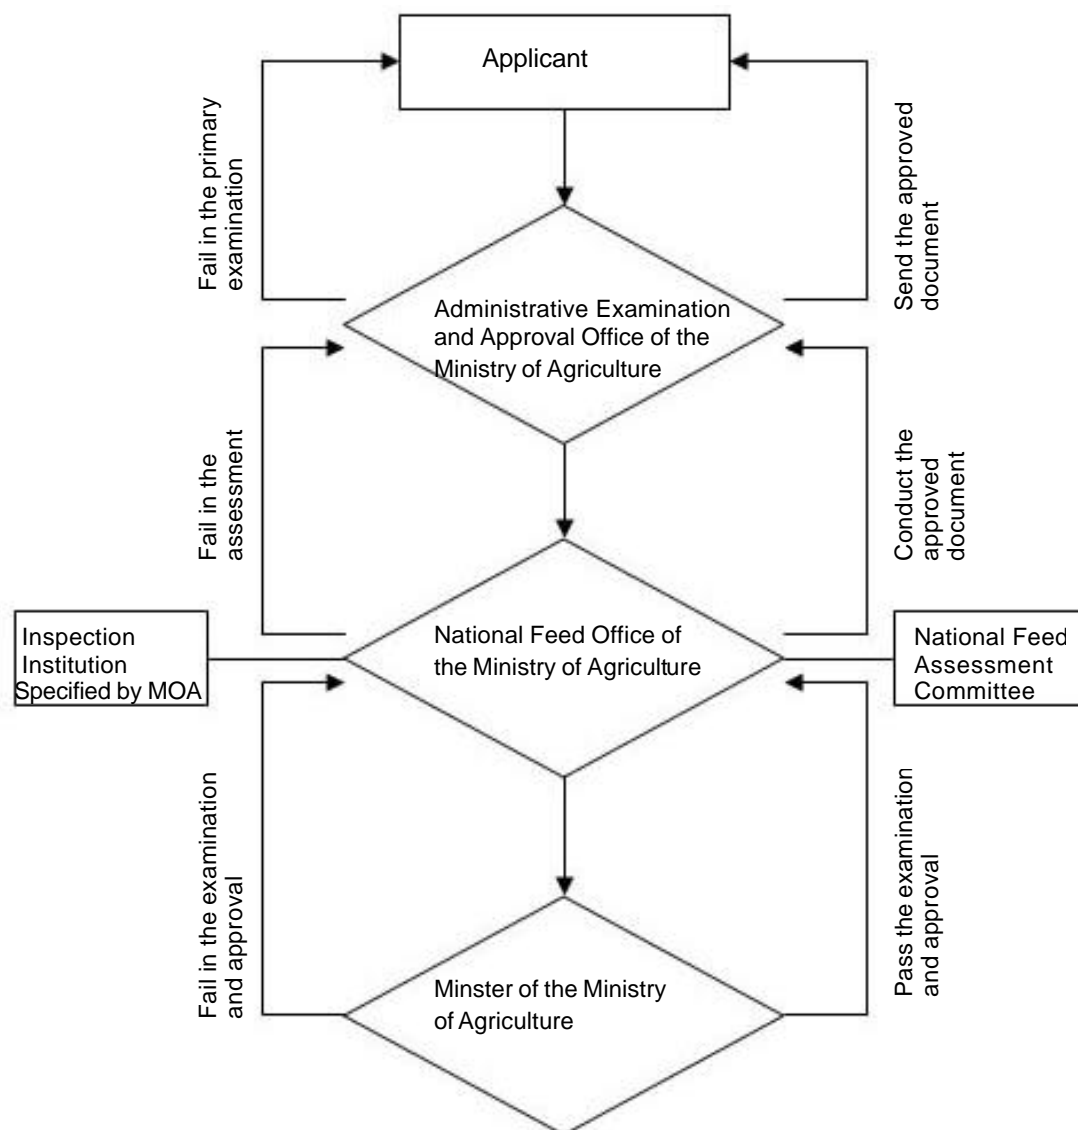 Applicant
Fail in the primary
examination
Send the approved
document
Administrative Examination
and Approval Office of the
Ministry of Agriculture
Fail in the
assessment
Conduct the
approved
document
Inspection
Institution
Specified by MOA
National Feed Office of
the Ministry of Agriculture
National Feed
Assessment
Committee
Fail in the examination
and approval
Pass the examination
and approval
Minster of the Ministry
of Agriculture